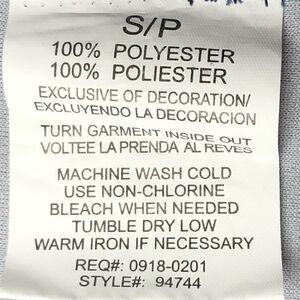 S/P
100% POLYESTER
100% POLIESTER
EXCLUSIVE OF DECORATION/
EXCLUYENDO LA DECORACION
TURN GARMENT INSIDE OUT
VOLTEE LA PRENDA AL REVES
MACHINE WASH COLD
USE NON-CHLORINE
BLEACH WHEN NEEDED
TUMBLE DRY LOW
WARM IRON IF NECESSARY
REQ#: 0918-0201
STYLE#: 94744